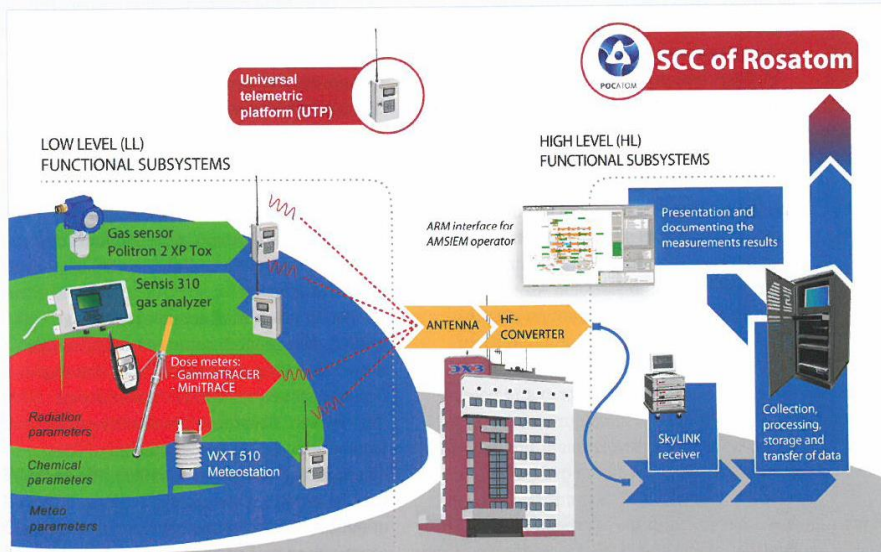 Universal
telemetric
platform (UTP)
РОСАТОМ
SCC of Rosatom
LOW LEVEL (LL)
FUNCTIONAL SUBSYSTEMS
HIGH LEVEL (HL)
FUNCTIONAL SUBSYSTEMS
Gas sensor
Politron 2 XP Tox
ARM interface for
AMSIEM operator
Presentation and
documenting the
measurements results
Sensis 310
gas analyzer
ANTENNA
HF-
CONVERTER
Dose meters:
- GammaTRACER
- MiniTRACE
ЭХЗ
Radiation
parameters
Collection,
processing,
storage and
transfer of data
SkyLINK
receiver
WXT 510
Meteostation
Chemical
parameters
Meteo
parameters